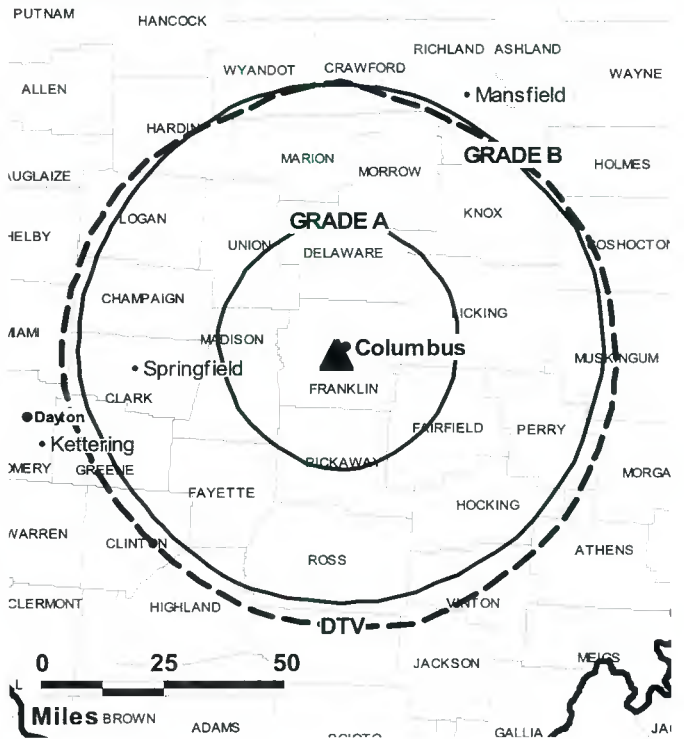 PUTNAM
HANCOCK
RICHLAND ASHLAND
WYANDOT
CRAWFORD
WAYNE
ALLEN
Mansfield
HARDIN
GRADE B
MARION
HOLMES
MORROW
UGLAIZE
KNOX
LOGAN
GRADE A
HELBY
UNION
DELAWARE
OSHOCTON
CHAMPAIGN
LICKING
MIAMI
MADISON
Columbus
MUSKINGUM
Springfield
FRANKLIN
CLARK
Dayton
FAIRFIELD
PERRY
Kettering
OMERY
GREENE
PICKAWAY
MORGA
FAYETTE
HOCKING
WARREN
CLINTON
ATHENS
ROSS
CLERMONT
HIGHLAND
VINTON
DTV
0 25 50
JACKSON
MEIGS
L
Miles
BROWN
ADAMS
GALLIA
JA